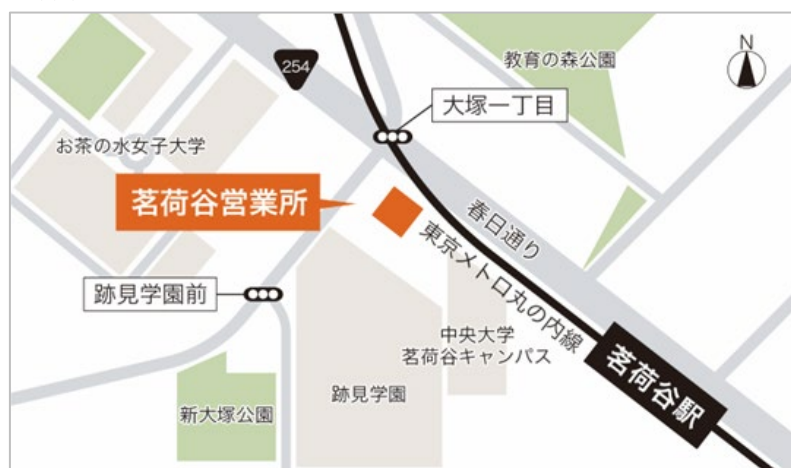 254
教育の森公園
N
大塚一丁目
お茶の水女子大学
茗荷谷営業所
春日通り
東京メトロ丸の内線
跡見学園前
中央大学
茗荷谷キャンパス
茗荷谷駅
新大塚公園
跡見学園